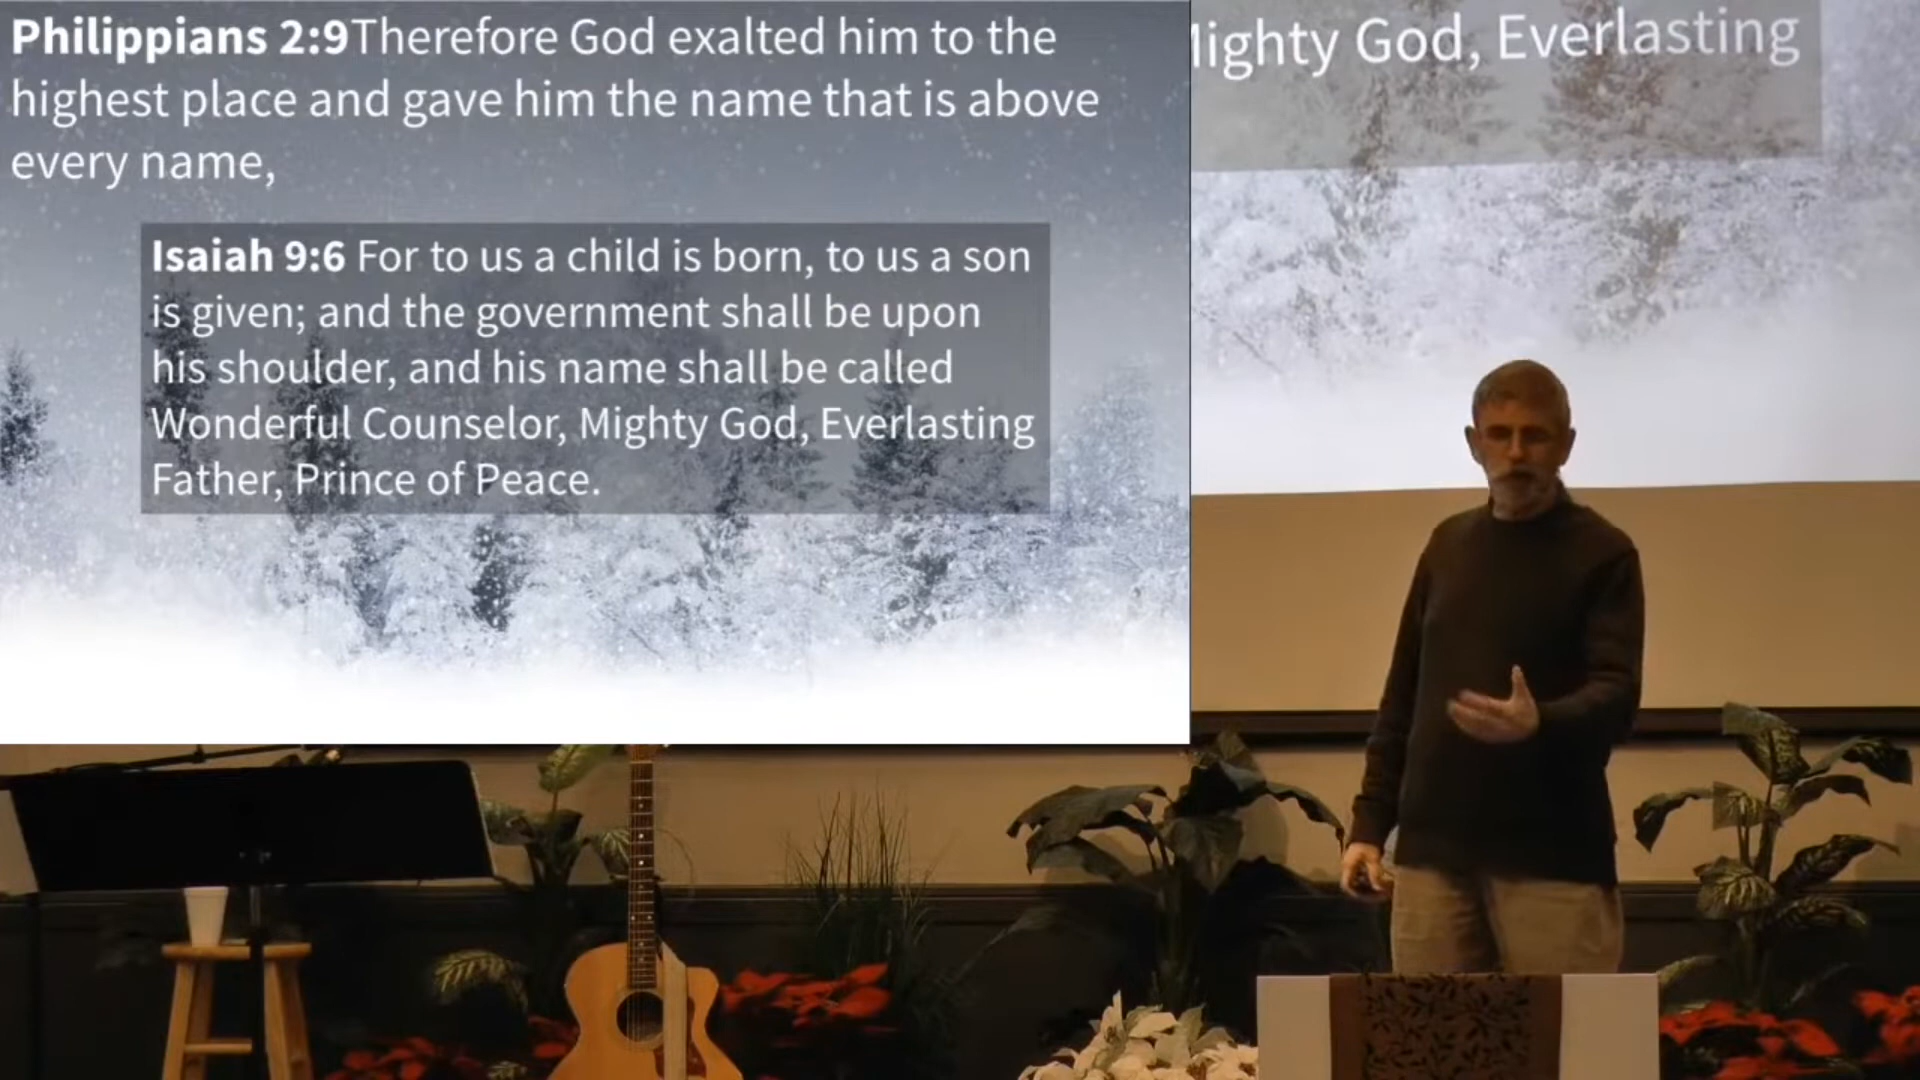 Philippians 2:9Therefore God exalted him to the
highest place and gave him the name that is above
every name,
Isaiah 9:6 For to us a child is born, to us a son
is given; and the government shall be upon
his shoulder, and his name shall be called
Wonderful Counselor, Mighty God, Everlasting
Father, Prince of Peace.
Mighty God, Everlasting